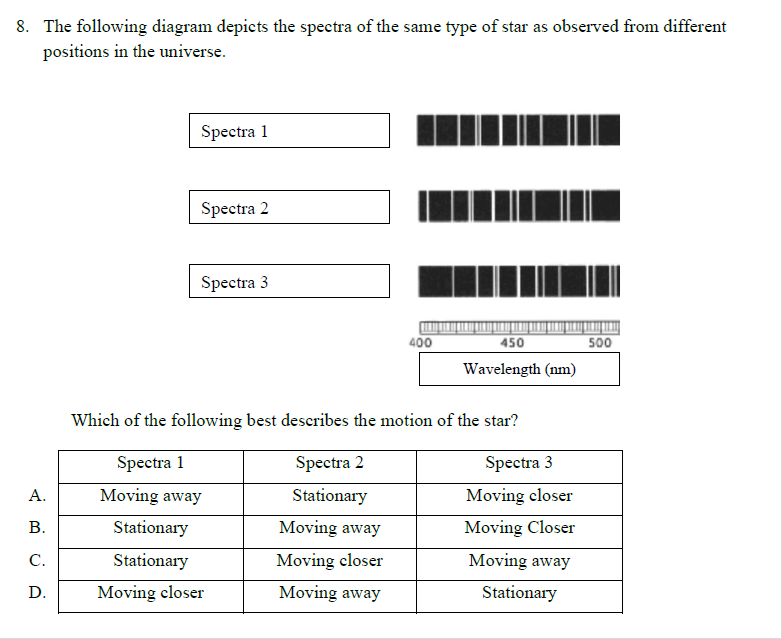 8. The following diagram depicts the spectra of the same type of star as observed from different
positions in the universe.
Spectra 1
Spectra 2
Spectra 3
400 450 500
Wavelength (nm)
Which of the following best describes the motion of the star?
Spectra 1 Spectra 2 Spectra 3
A. Moving away Stationary Moving closer
B. Stationary Moving away Moving Closer
C. Stationary Moving closer Moving away
D. Moving closer Moving away Stationary